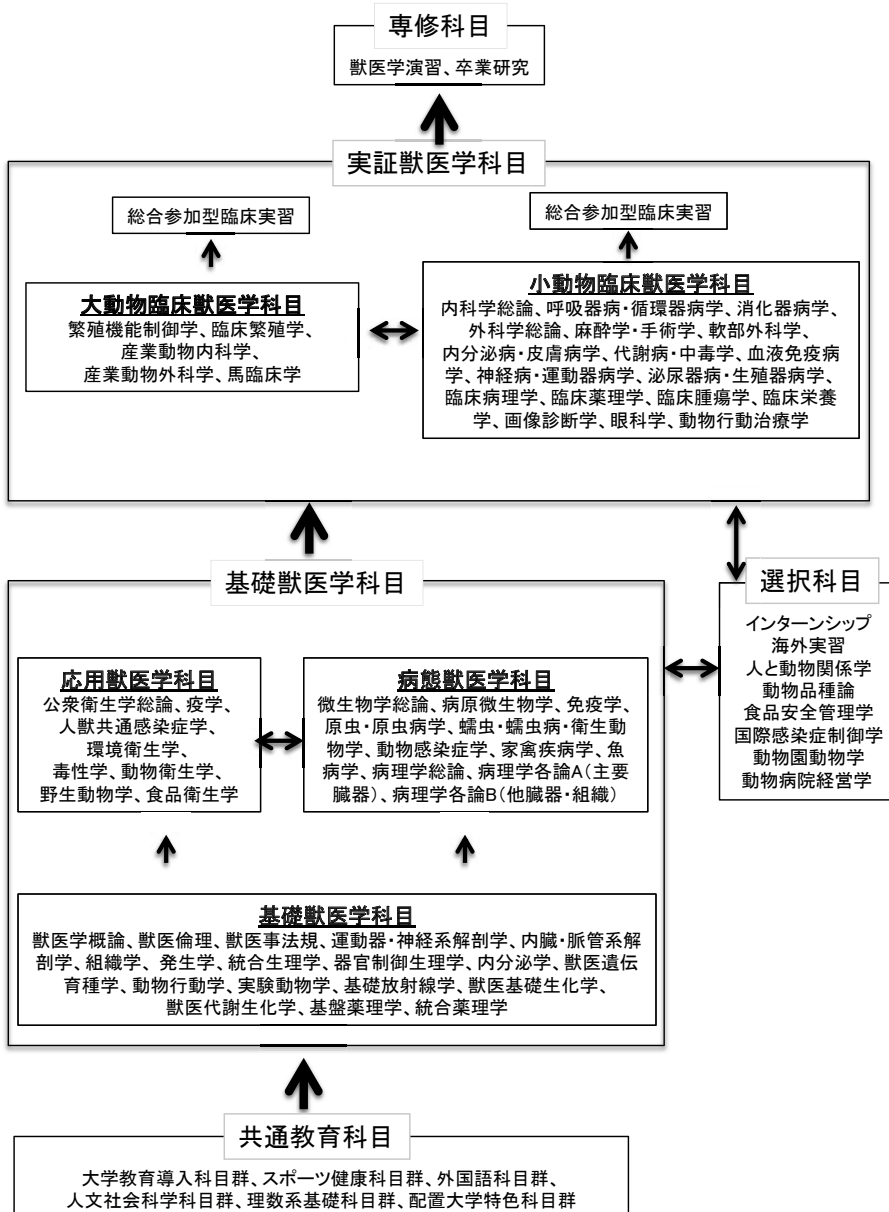 専修科目
獣医学演習、卒業研究
実証獣医学科目
総合参加型臨床実習
総合参加型臨床実習
大動物臨床獣医学科目
繁殖機能制御学、臨床繁殖学、
産業動物内科学、
産業動物外科学、馬臨床学
小動物臨床獣医学科目
内科学総論、呼吸器病・循環器病学、消化器病学、
外科学総論、麻酔学・手術学、軟部外科学、
内分泌病・皮膚病学、代謝病・中毒学、血液免疫病
学、神経病・運動器病学、泌尿器病・生殖器病学、
臨床病理学、臨床薬理学、臨床腫瘍学、臨床栄養
学、画像診断学、眼科学、動物行動治療学
基礎獣医学科目
応用獣医学科目
公衆衛生学総論、疫学、
人獣共通感染症学、
環境衛生学、
毒性学、動物衛生学、
野生動物学、食品衛生学
病態獣医学科目
微生物学総論、病原微生物学、免疫学、
原虫・原虫病学、蠕虫・蠕虫病・衛生動
物学、動物感染症学、家禽疾病学、魚
病学、病理学総論、病理学各論A(主要
臓器)、病理学各論B(他臓器・組織)
選択科目
インターンシップ
海外実習
人と動物関係学
動物品種論
食品安全管理学
国際感染症制御学
動物園動物学
動物病院経営学
基礎獣医学科目
獣医学概論、獣医倫理、獣医事法規、運動器・神経系解剖学、内臓・脈管系解
剖学、組織学、発生学、統合生理学、器官制御生理学、内分泌学、獣医遺伝
育種学、動物行動学、実験動物学、基礎放射線学、獣医基礎生化学、
獣医代謝生化学、基盤薬理学、統合薬理学
共通教育科目
大学教育導入科目群、スポーツ健康科目群、外国語科目群、
人文社会科学科目群、理数系基礎科目群、配置大学特色科目群